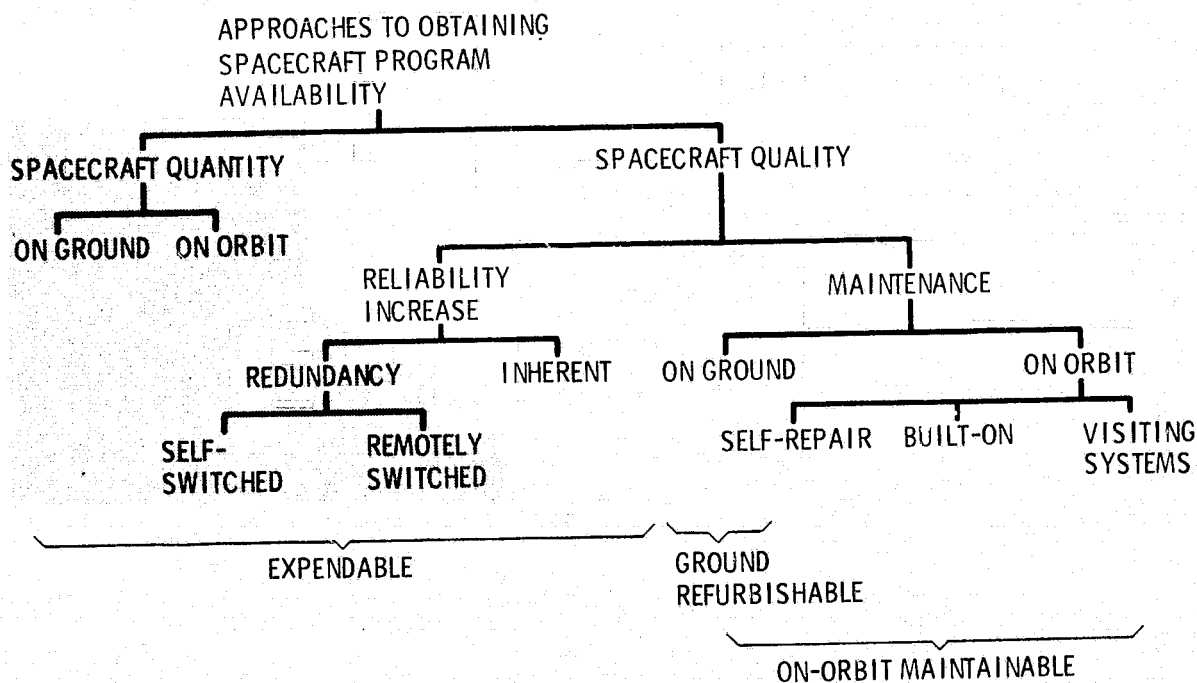 APPROACHES TO OBTAINING
SPACECRAFT PROGRAM
AVAILABILITY
SPACECRAFT QUANTITY
SPACECRAFT QUALITY
ON GROUND
ON ORBIT
RELIABILITY
INCREASE
MAINTENANCE
REDUNDANCY
INHERENT
ON GROUND
ON ORBIT
SELF-
SWITCHED
REMOTELY
SWITCHED
SELF-REPAIR
BUILT-ON
VISITING
SYSTEMS
EXPENDABLE
GROUND
REFURBISHABLE
ON-ORBIT MAINTAINABLE